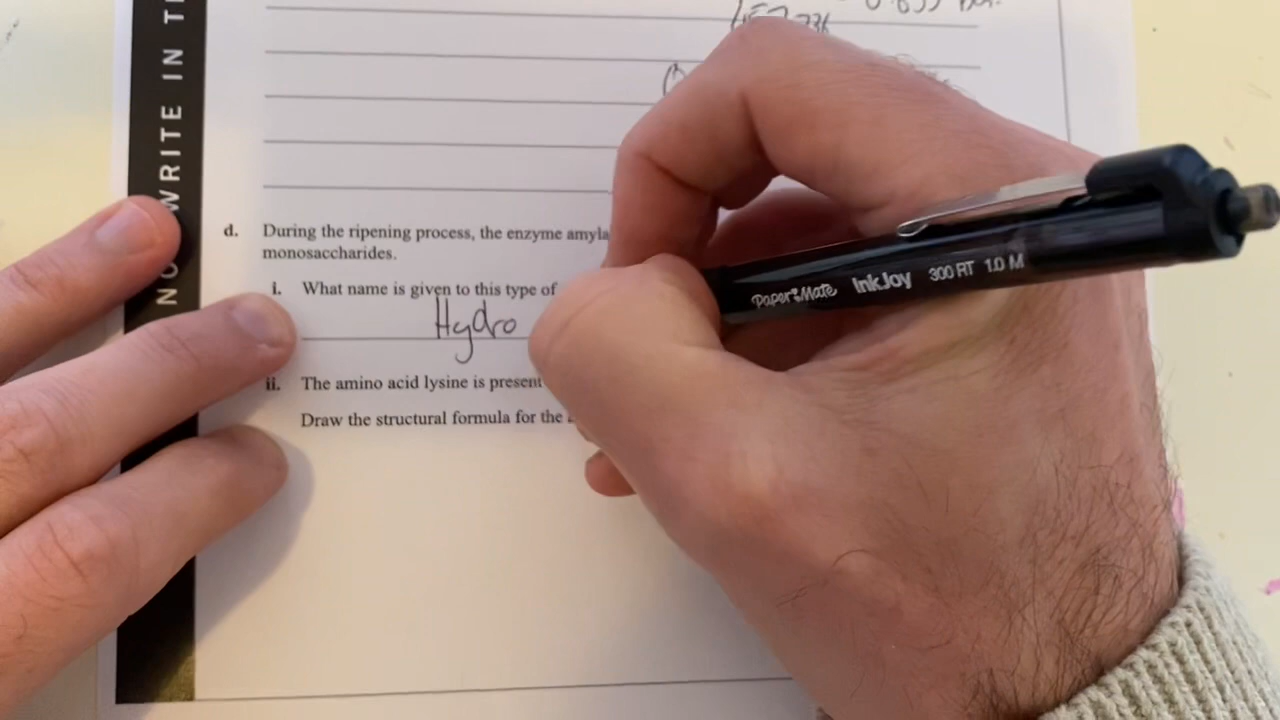 NO WRITE IN T
d. During the ripening process, the enzyme amyla
monosaccharides.
i. What name is given to this type of
Hydro
ii. The amino acid lysine is present
Draw the structural formula for the
PaperMate InkJoy 300 RT 1.0 M